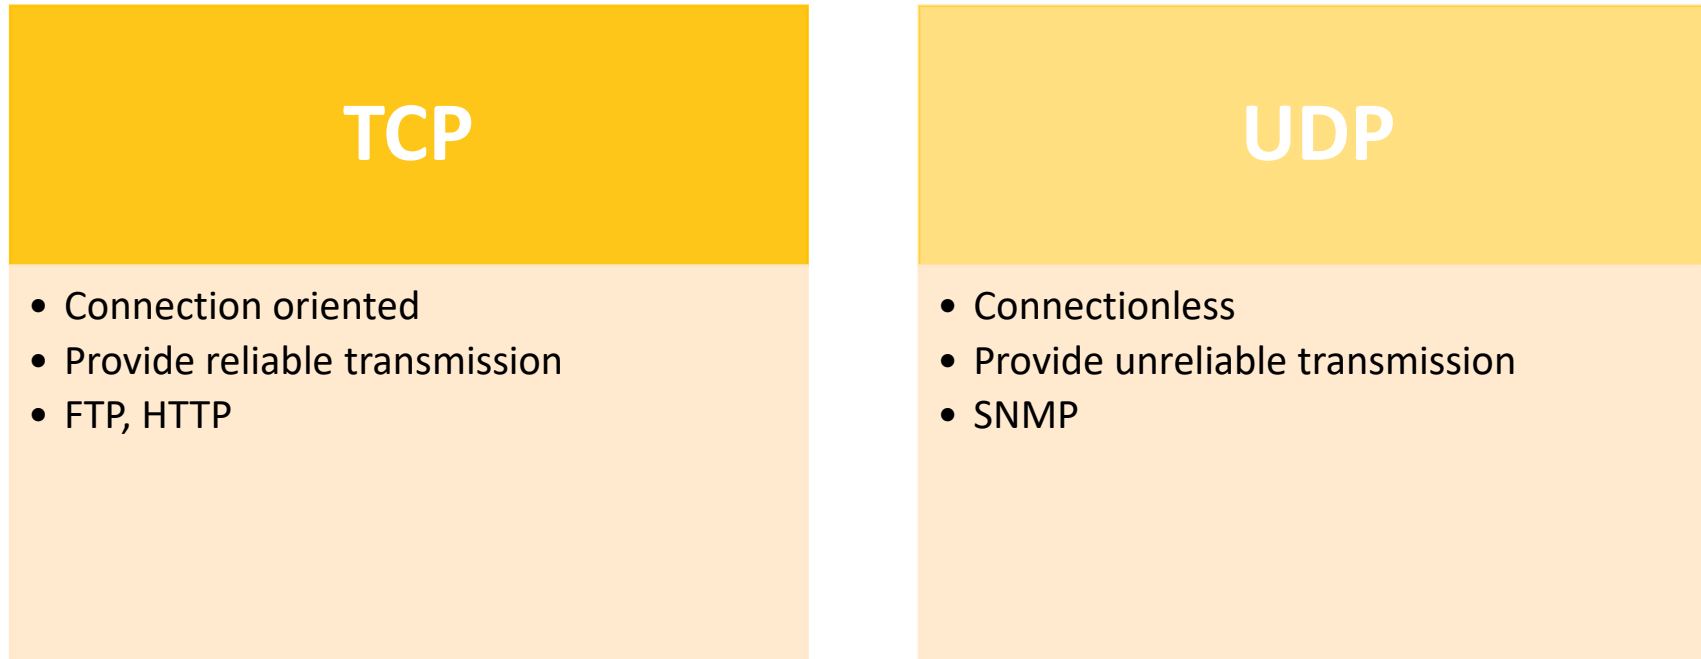 TCP
• Connection oriented
• Provide reliable transmission
• FTP, HTTP
UDP
• Connectionless
• Provide unreliable transmission
• SNMP